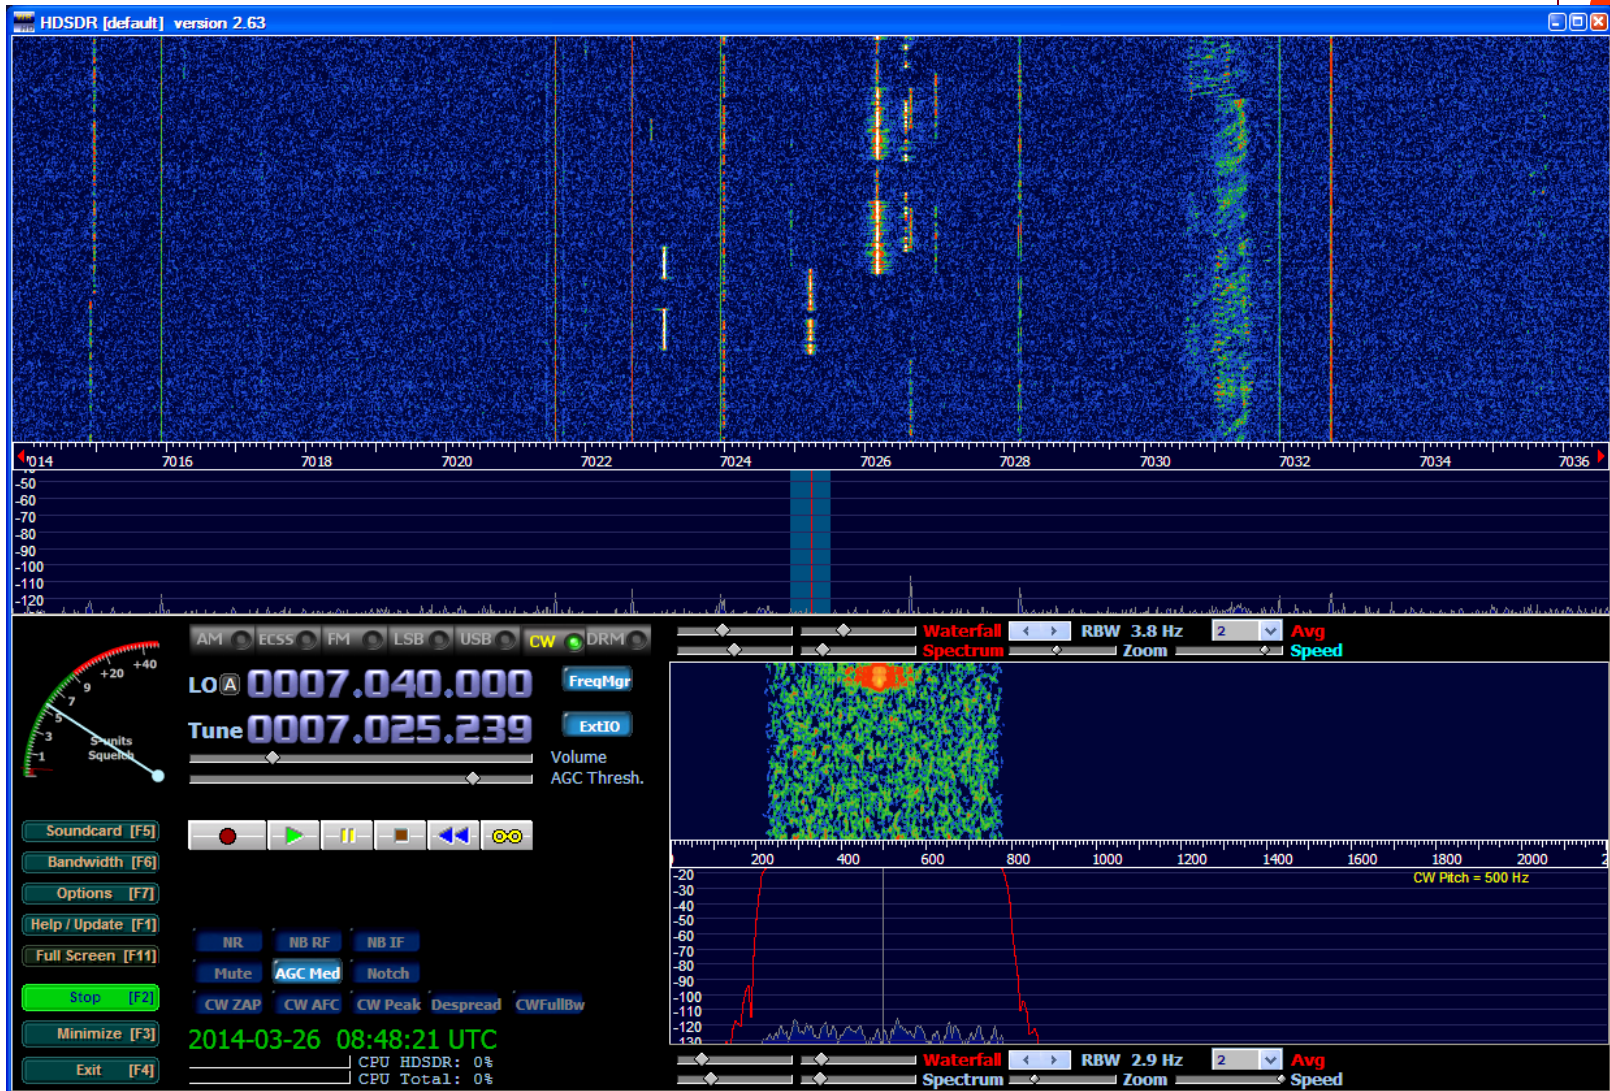 HDSDR [default] version 2.63
7014 7016 7018 7020 7022 7024 7026 7028 7030 7032 7034 7036
-50
-60
-70
-80
-90
-100
-110
-120
AM ECSS FM LSB USB CW DRM
Waterfall < > RBW 3.8 Hz 2 Avg
Spectrum Zoom Speed
1 3 5 7 9 +20 +40
S-units
Squelch
LO A 0007.040.000 FreqMgr
Tune 0007.025.239 ExtIO
Volume
AGC Thresh.
Soundcard [F5]
Bandwidth [F6]
Options [F7]
Help / Update [F1]
Full Screen [F11]
Stop [F2]
Minimize [F3]
Exit [F4]
NR NB RF NB IF
Mute AGC Med Notch
CW ZAP CW AFC CW Peak Despread CWFullBw
2014-03-26 08:48:21 UTC
CPU HDSDR: 0%
CPU Total: 0%
200 400 600 800 1000 1200 1400 1600 1800 2000
CW Pitch = 500 Hz
-20
-30
-40
-50
-60
-70
-80
-90
-100
-110
-120
130
Waterfall < > RBW 2.9 Hz 2 Avg
Spectrum Zoom Speed